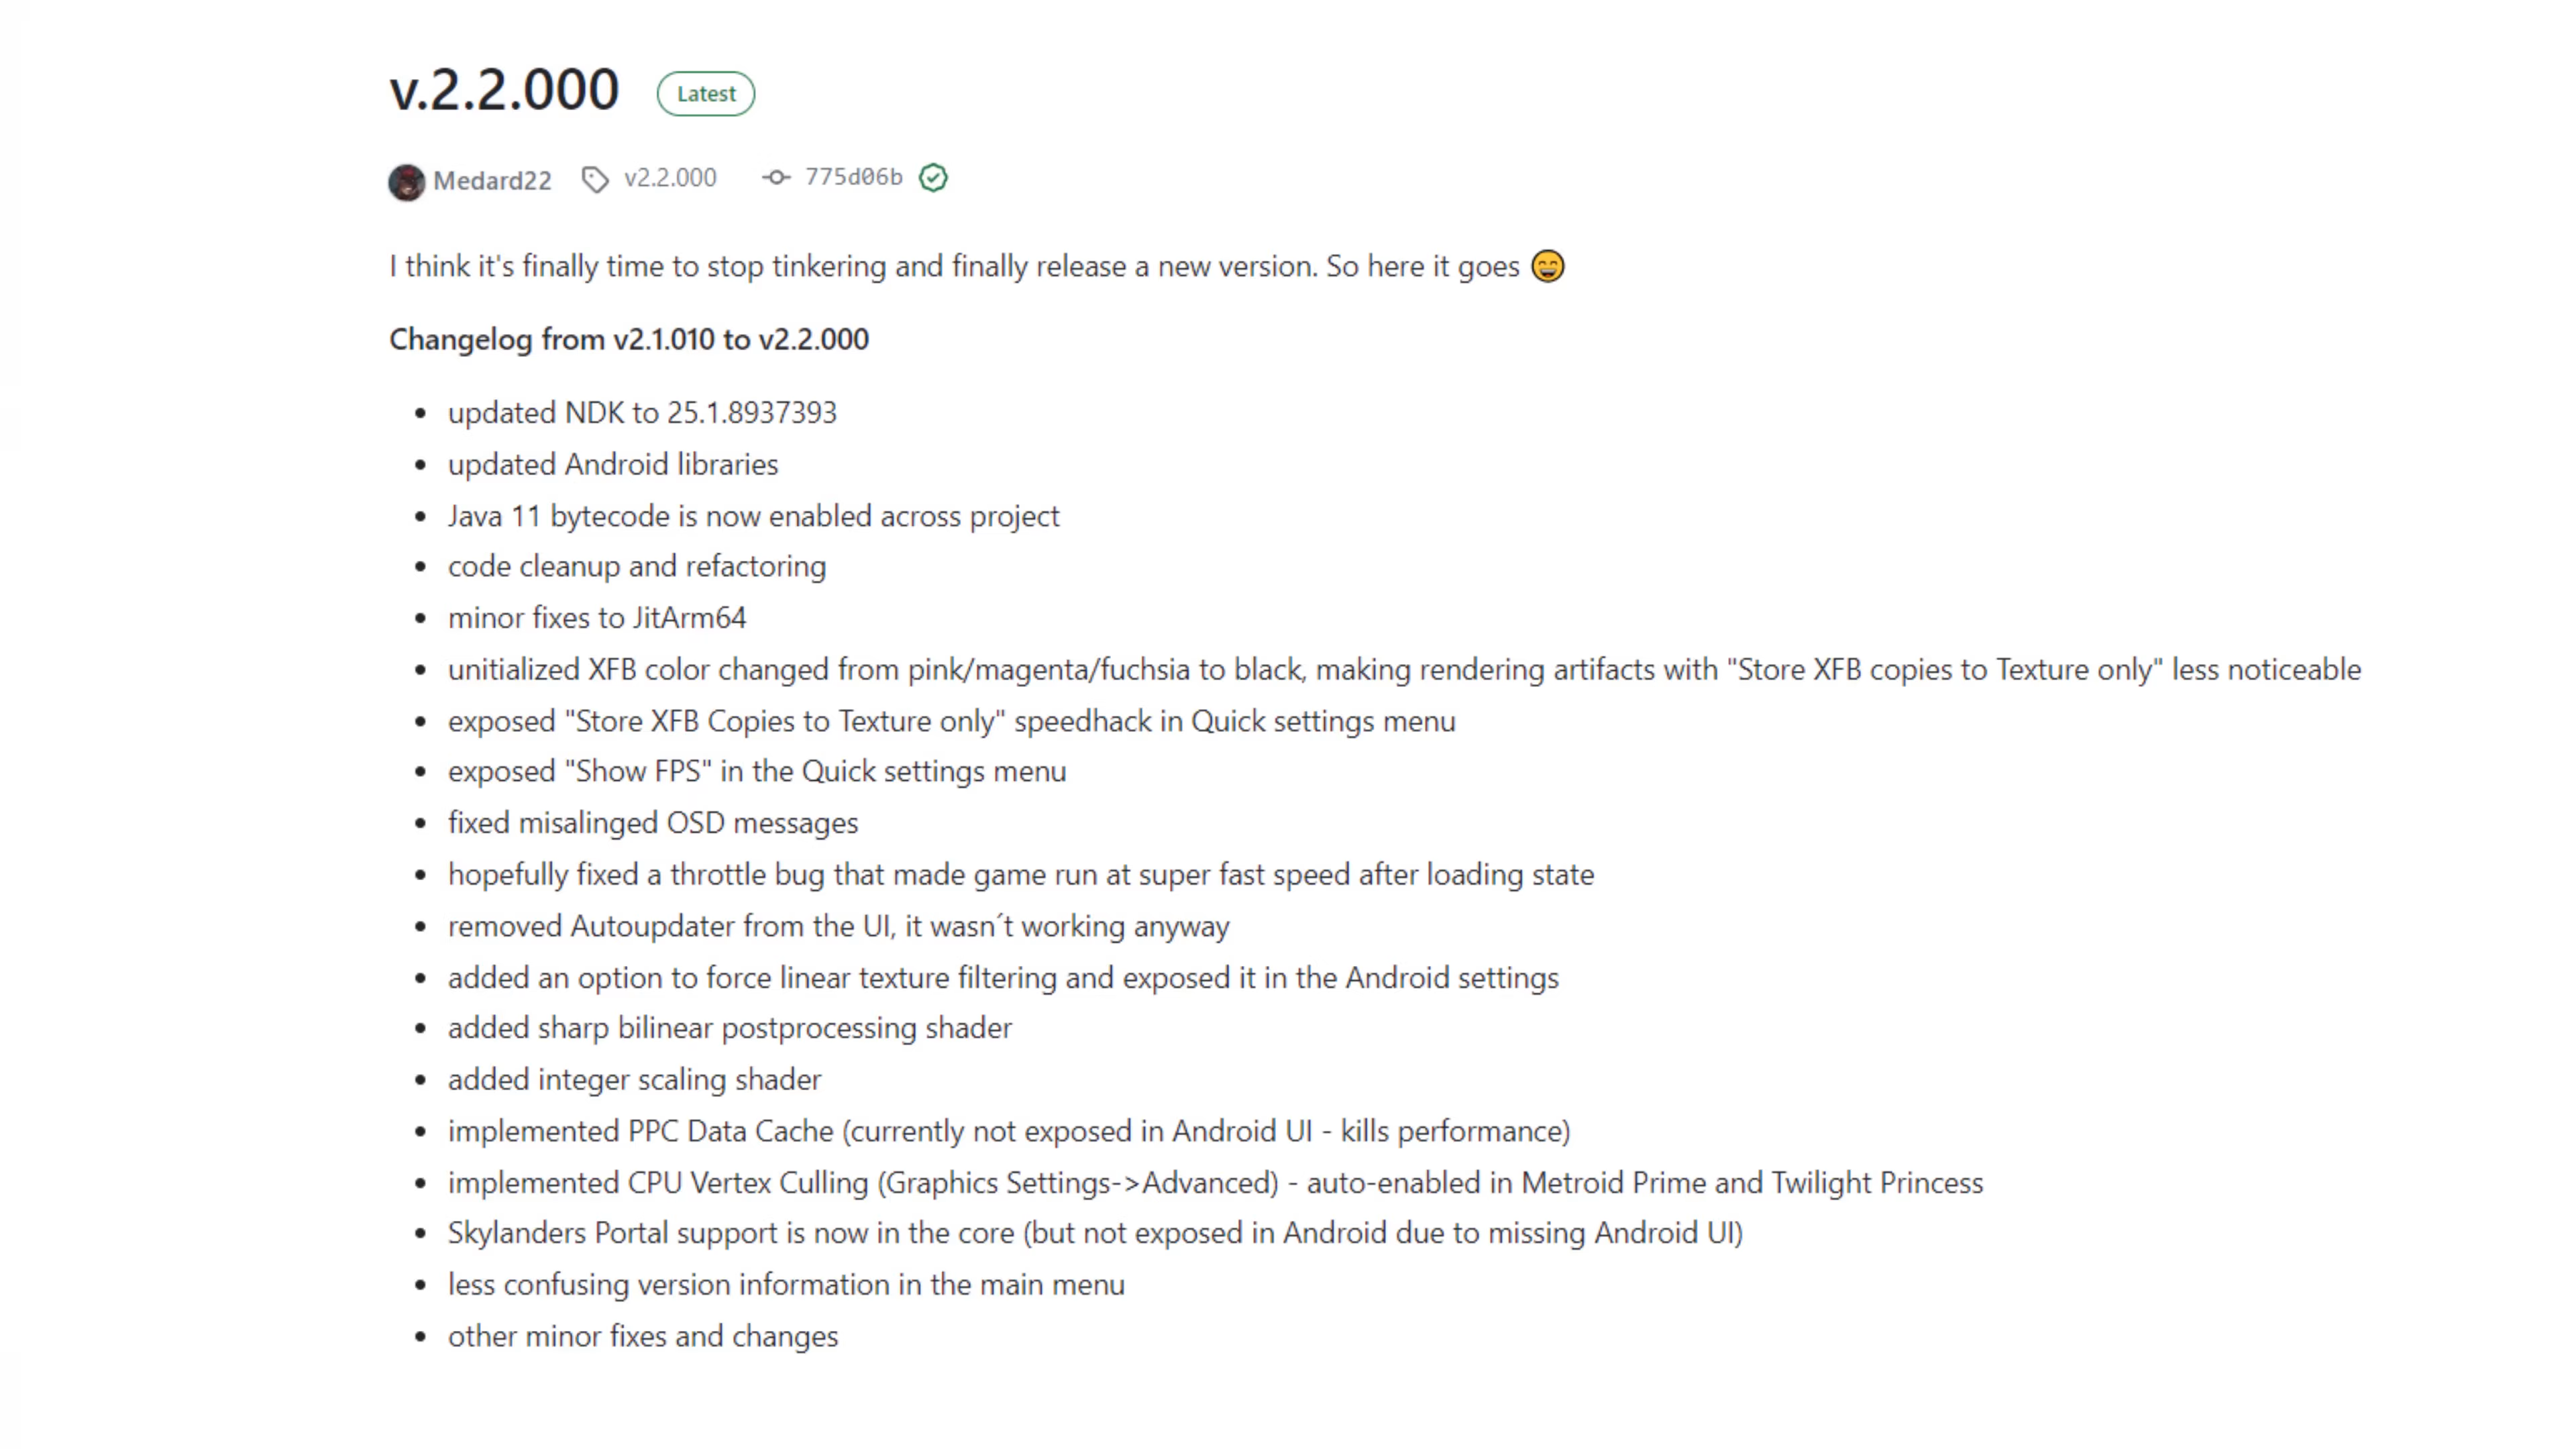 v.2.2.000 Latest
Medard22 v2.2.000 775d06b
I think it's finally time to stop tinkering and finally release a new version. So here it goes 😄
Changelog from v2.1.010 to v2.2.000
• updated NDK to 25.1.8937393
• updated Android libraries
• Java 11 bytecode is now enabled across project
• code cleanup and refactoring
• minor fixes to JitArm64
• unitialized XFB color changed from pink/magenta/fuchsia to black, making rendering artifacts with "Store XFB copies to Texture only" less noticeable
• exposed "Store XFB Copies to Texture only" speedhack in Quick settings menu
• exposed "Show FPS" in the Quick settings menu
• fixed misalinged OSD messages
• hopefully fixed a throttle bug that made game run at super fast speed after loading state
• removed Autoupdater from the UI, it wasn´t working anyway
• added an option to force linear texture filtering and exposed it in the Android settings
• added sharp bilinear postprocessing shader
• added integer scaling shader
• implemented PPC Data Cache (currently not exposed in Android UI - kills performance)
• implemented CPU Vertex Culling (Graphics Settings->Advanced) - auto-enabled in Metroid Prime and Twilight Princess
• Skylanders Portal support is now in the core (but not exposed in Android due to missing Android UI)
• less confusing version information in the main menu
• other minor fixes and changes